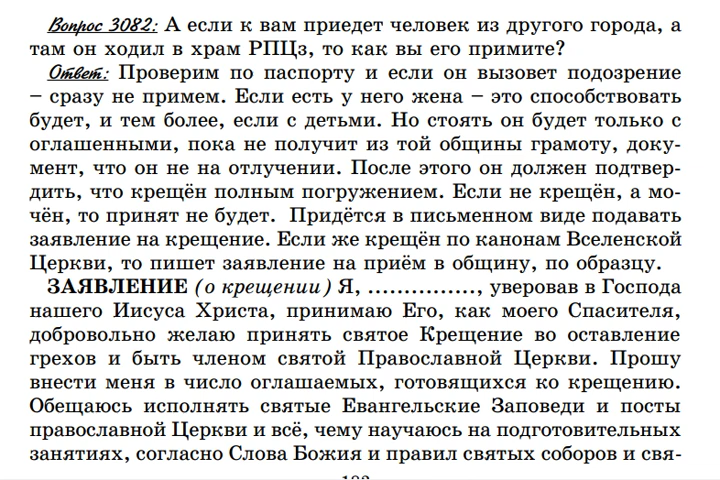 Вопрос 3082: А если к вам приедет человек из другого города, а
там он ходил в храм РПЦз, то как вы его примите?
Ответ: Проверим по паспорту и если он вызовет подозрение
– сразу не примем. Если есть у него жена – это способствовать
будет, и тем более, если с детьми. Но стоять он будет только с
оглашенными, пока не получит из той общины грамоту, доку-
мент, что он не на отлучении. После этого он должен подтвер-
дить, что крещён полным погружением. Если не крещён, а мо-
чён, то принят не будет. Придётся в письменном виде подавать
заявление на крещение. Если же крещён по канонам Вселенской
Церкви, то пишет заявление на приём в общину, по образцу.
ЗАЯВЛЕНИЕ (о крещении) Я, ..............., уверовав в Господа
нашего Иисуса Христа, принимаю Его, как моего Спасителя,
добровольно желаю принять святое Крещение во оставление
грехов и быть членом святой Православной Церкви. Прошу
внести меня в число оглашаемых, готовящихся ко крещению.
Обещаюсь исполнять святые Евангельские Заповеди и посты
православной Церкви и всё, чему научаюсь на подготовительных
занятиях, согласно Слова Божия и правил святых соборов и свя-